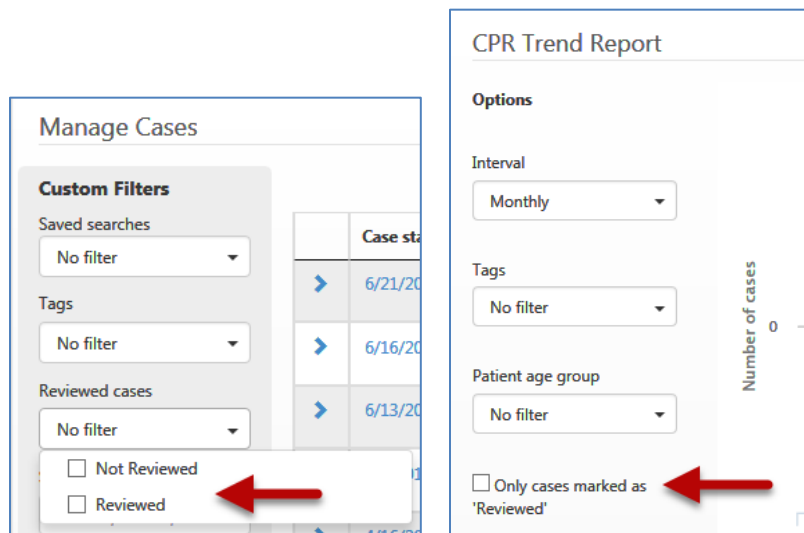 Manage Cases
Custom Filters
Saved searches
No filter
Tags
No filter
Reviewed cases
No filter
Not Reviewed
Reviewed
Case sta
6/21/20
6/16/20
6/13/20
CPR Trend Report
Options
Interval
Monthly
Tags
No filter
Patient age group
No filter
Only cases marked as
'Reviewed'
Number of cases
0